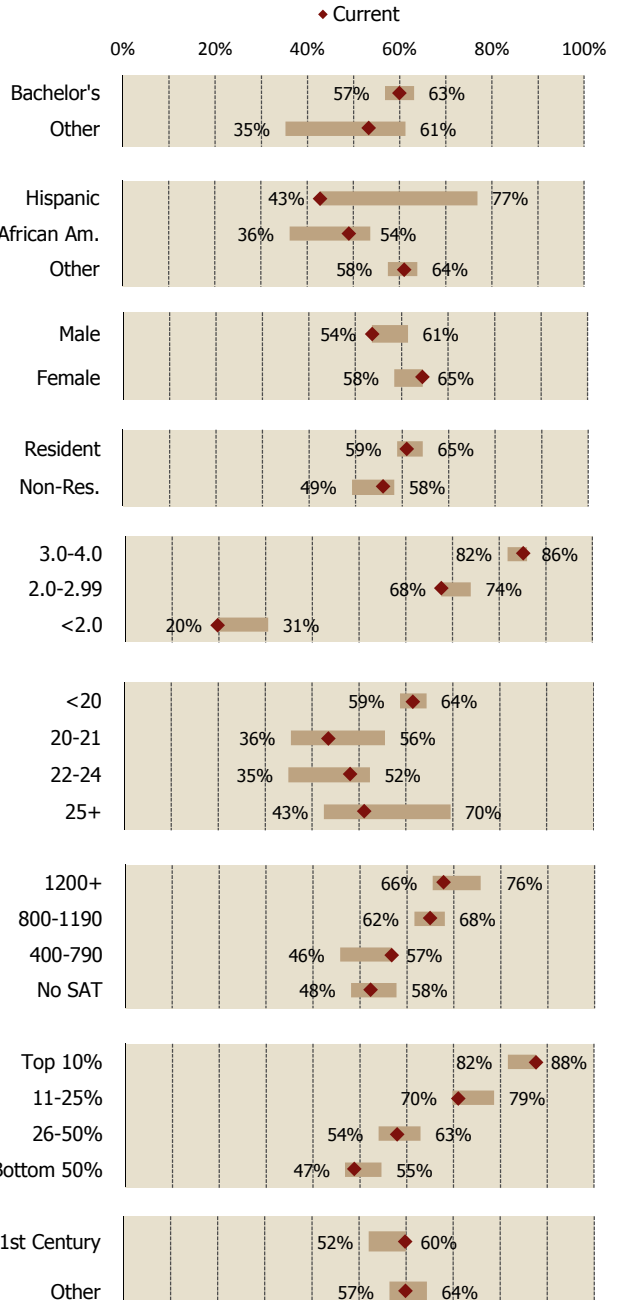 Current
0% 20% 40% 60% 80% 100%
Bachelor's 57% 63%
Other 35% 61%
Hispanic 43% 77%
African Am. 36% 54%
Other 58% 64%
Male 54% 61%
Female 58% 65%
Resident 59% 65%
Non-Res. 49% 58%
3.0-4.0 82% 86%
2.0-2.99 68% 74%
<2.0 20% 31%
<20 59% 64%
20-21 36% 56%
22-24 35% 52%
25+ 43% 70%
1200+ 66% 76%
800-1190 62% 68%
400-790 46% 57%
No SAT 48% 58%
Top 10% 82% 88%
11-25% 70% 79%
26-50% 54% 63%
Bottom 50% 47% 55%
1st Century 52% 60%
Other 57% 64%